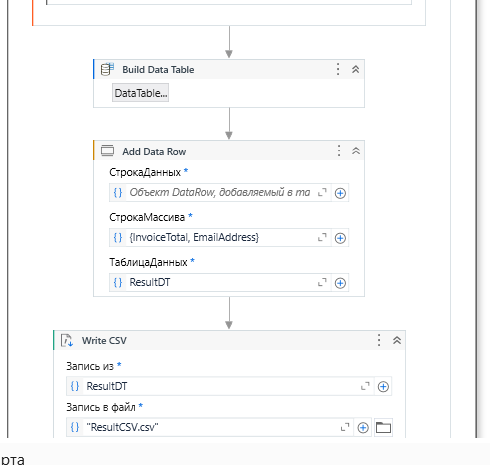 Build Data Table
DataTable...
Add Data Row
СтрокаДанных *
{} Объект DataRow, добавляемый в та
СтрокаМассива *
{} {InvoiceTotal, EmailAddress}
ТаблицаДанных *
{} ResultDT
Write CSV
Запись из *
{} ResultDT
Запись в файл *
{} "ResultCSV.csv"
рта